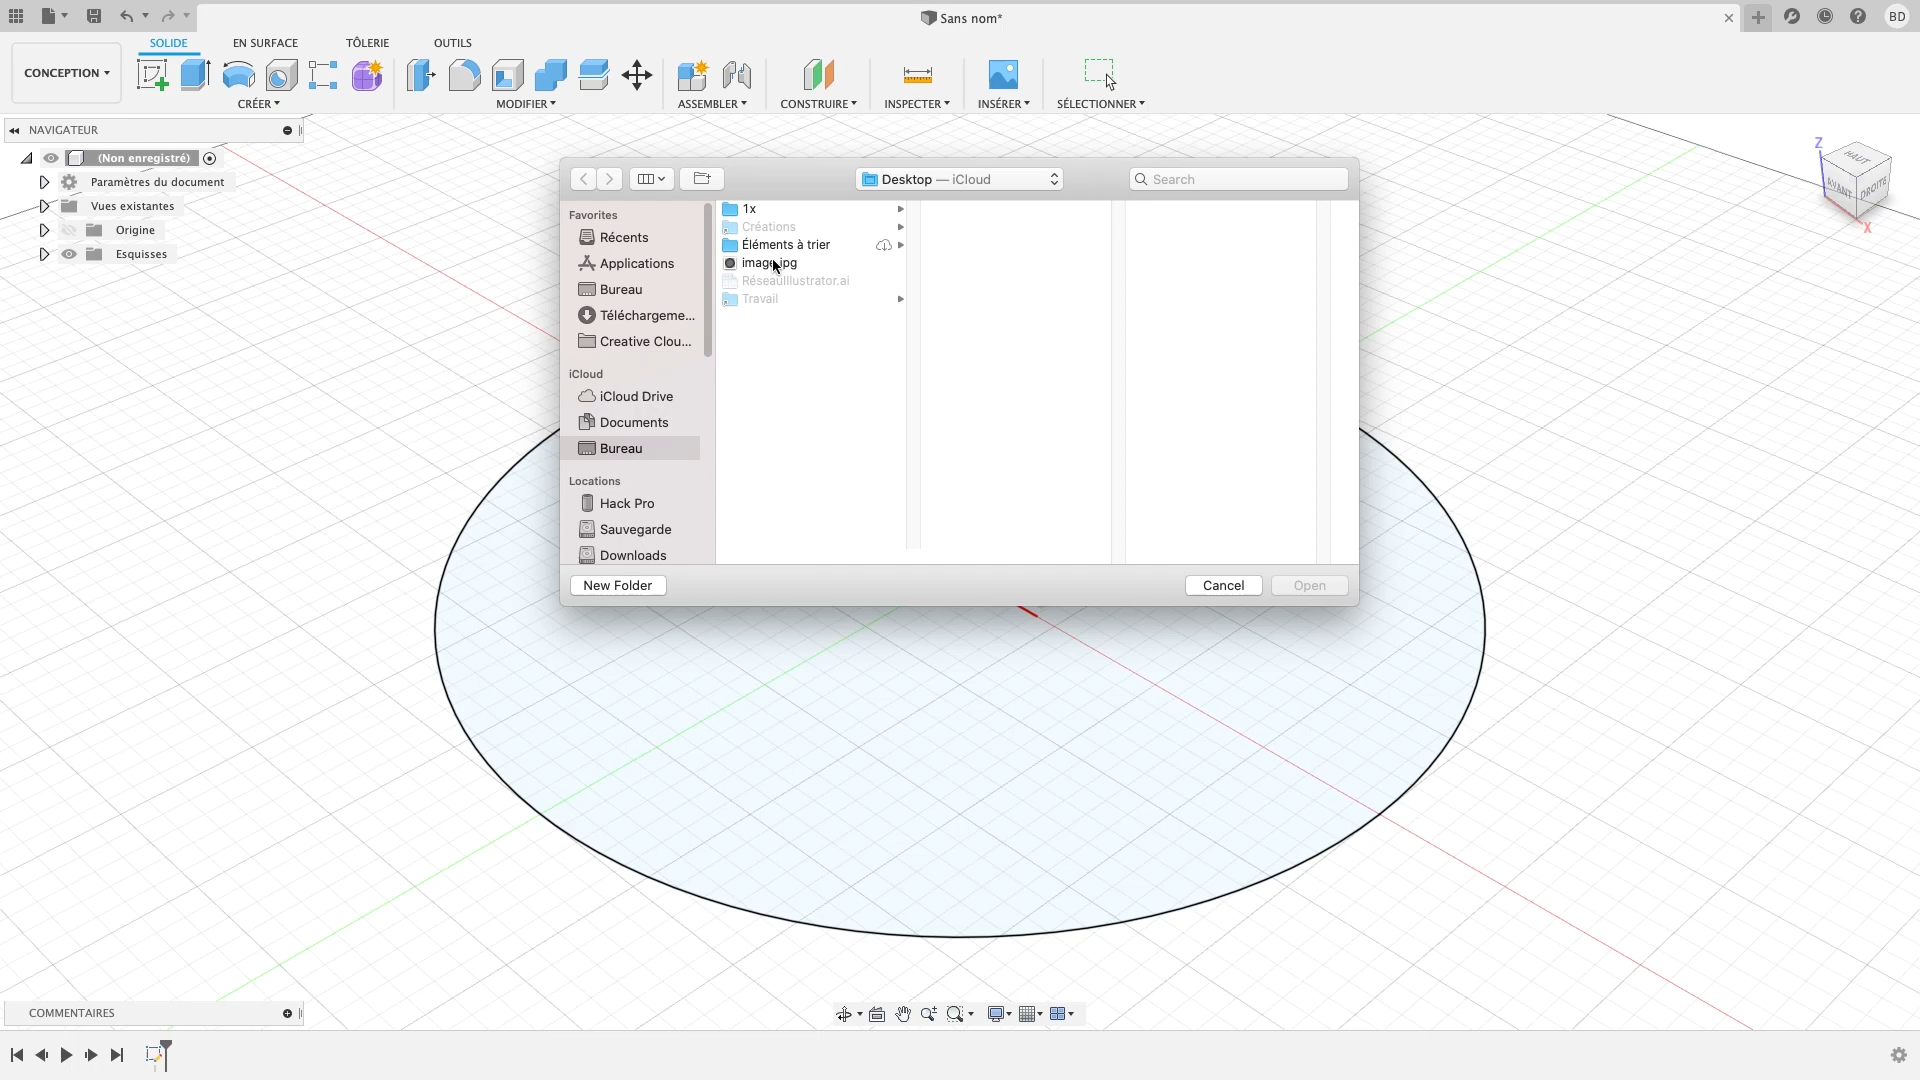 Sans nom*
BD
SOLIDE
EN SURFACE
TÔLERIE
OUTILS
CONCEPTION
CRÉER
MODIFIER
ASSEMBLER
CONSTRUIRE
INSPECTER
INSÉRER
SÉLECTIONNER
NAVIGATEUR
(Non enregistré)
Paramètres du document
Vues existantes
Origine
Esquisses
Desktop — iCloud
Search
Favorites
Récents
Applications
Bureau
Téléchargeme...
Creative Clou...
iCloud
iCloud Drive
Documents
Bureau
Locations
Hack Pro
Sauvegarde
Downloads
1x
Créations
Éléments à trier
image.jpg
RéseauIllustrator.ai
Travail
New Folder
Cancel
Open
Z
HAUT
AVANT
DROITE
X
COMMENTAIRES